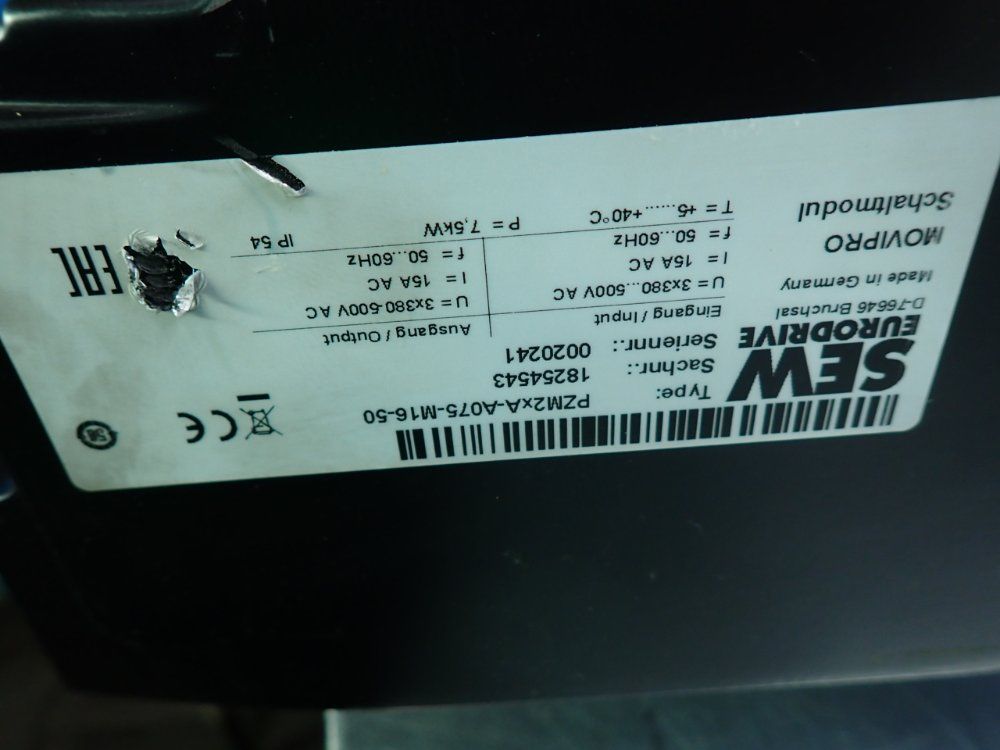 SEW
EURODRIVE
D-76646 Bruchsal
Made in Germany
MOVIPRO
Schaltmodul
Type: PZM2xA-A075-M16-50
Sachnr.: 18254543
Seriennr.: 0020241
Eingang / Input
Ausgang / Output
U = 3x380...500V AC
U = 3x380-500V AC
I = 15A AC
I = 15A AC
f = 50...60Hz
f = 50...60Hz
T = +5......+40°C
P = 7,5kW
IP 54
CE
EAC